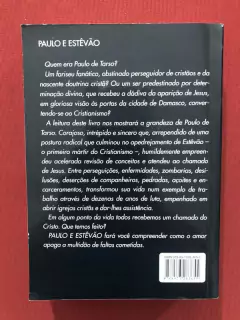 PAULO E ESTÊVÃO
Quem era Paulo de Tarso?
Um fariseu fanático, obstinado perseguidor de cristãos e da
nascente doutrina cristã? Ou um ser predestinado por deter-
minação divina, que recebeu a dádiva da aparição de Jesus,
em gloriosa visão às portas da cidade de Damasco, conver-
tendo-se ao Cristianismo?
A leitura deste livro nos mostrará a grandeza de Paulo de
Tarso. Corajoso, intrépido e sincero que, arrependido de uma
postura radical que culminou no apedrejamento de Estêvão –
o primeiro mártir do Cristianismo –, humildemente empreen-
deu acelerada revisão de conceitos e atendeu ao chamado
de Jesus. Entre perseguições, enfermidades, zombarias, desi-
lusões, deserções de companheiros, pedradas, açoites e en-
carceramentos, transformou sua vida num exemplo de tra-
balho através de dezenas de anos de luta, empenhado em
abrir igrejas cristãs e dar-lhes assistência.
Em algum ponto da vida todos recebemos um chamado do
Cristo. Que temos feito?
PAULO E ESTÊVÃO fará você compreender como o amor
apaga a multidão de faltas cometidas.